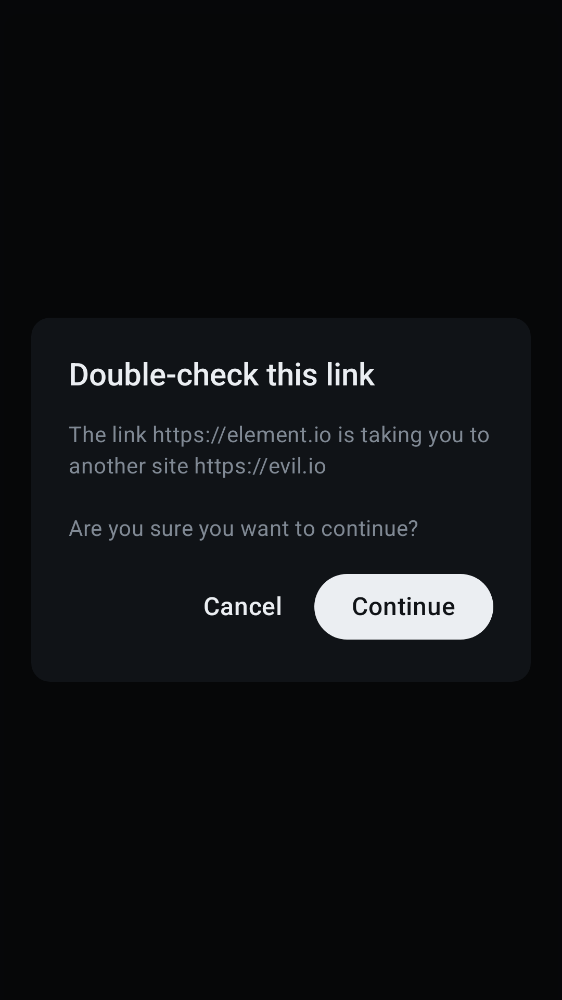 Double-check this link
The link https://element.io is taking you to
another site https://evil.io
Are you sure you want to continue?
Cancel
Continue